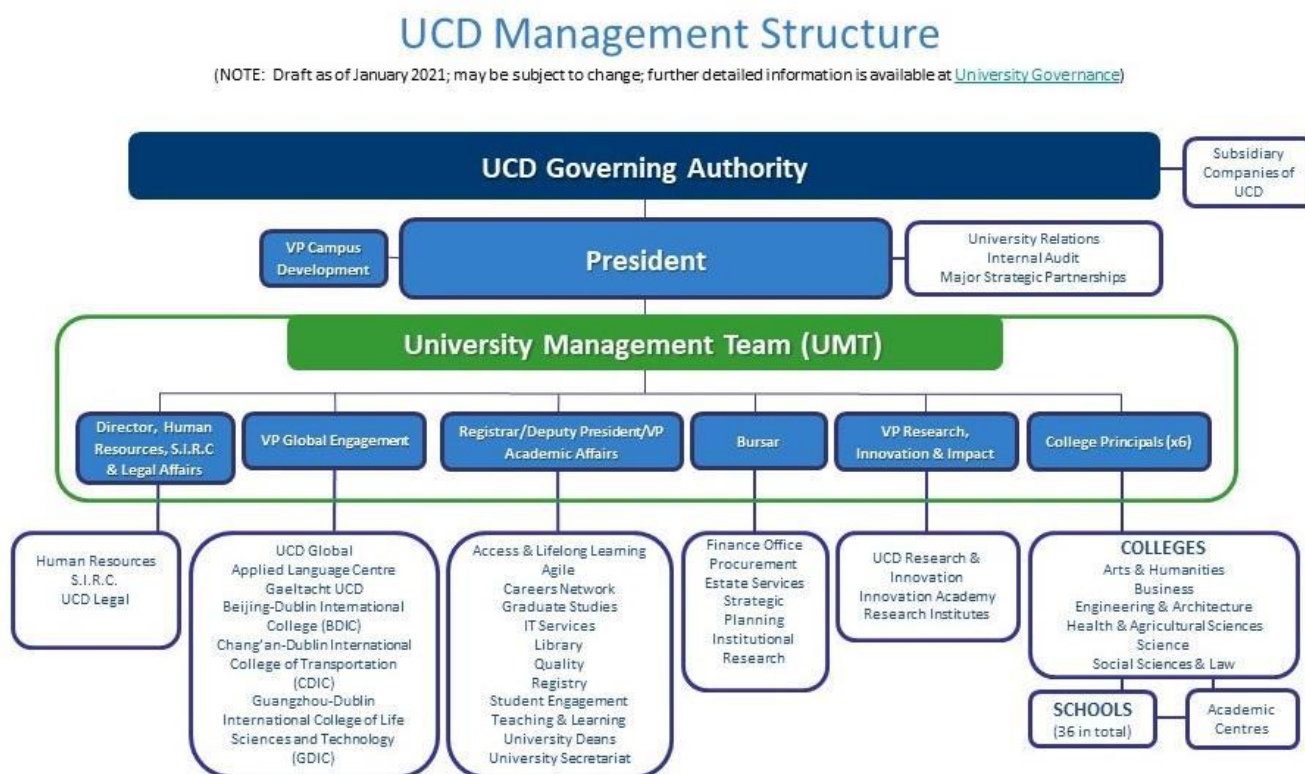 UCD Management Structure
(NOTE: Draft as of January 2021; may be subject to change; further detailed information is available at University Governance)
UCD Governing Authority
Subsidiary
Companies of
UCD
VP Campus
Development
President
University Relations
Internal Audit
Major Strategic Partnerships
University Management Team (UMT)
Director, Human
Resources, S.I.R.C
& Legal Affairs
VP Global Engagement
Registrar/Deputy President/VP
Academic Affairs
Bursar
VP Research,
Innovation & Impact
College Principals (x6)
Human Resources
S.I.R.C.
UCD Legal
UCD Global
Applied Language Centre
Gaeltacht UCD
Beijing-Dublin International
College (BDIC)
Chang'an-Dublin International
College of Transportation
(CDIC)
Guangzhou-Dublin
International College of Life
Sciences and Technology
(GDIC)
Access & Lifelong Learning
Agile
Careers Network
Graduate Studies
IT Services
Library
Quality
Registry
Student Engagement
Teaching & Learning
University Deans
University Secretariat
Finance Office
Procurement
Estate Services
Strategic
Planning
Institutional
Research
UCD Research &
Innovation
Innovation Academy
Research Institutes
COLLEGES
Arts & Humanities
Business
Engineering & Architecture
Health & Agricultural Sciences
Science
Social Sciences & Law
SCHOOLS
(36 in total)
Academic
Centres